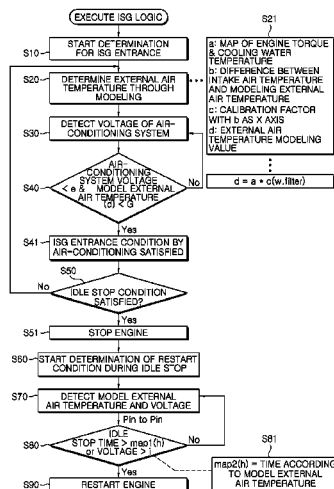 EXECUTE ISG LOGIC
S10
START DETERMINATION
FOR ISG ENTRANCE
S20
DETERMINE EXTERNAL AIR
TEMPERATURE THROUGH
MODELING
S21
a: MAP OF ENGINE TORQUE
& COOLING WATER
TEMPERATURE
b: DIFFERENCE BETWEEN
INTAKE AIR TEMPERATURE
AND MODELING EXTERNAL
AIR TEMPERATURE
c: CALIBRATION FACTOR
WITH b AS X AXIS
d: EXTERNAL AIR
TEMPERATURE MODELING
VALUE
d = a * c(w.filter)
S30
DETECT VOLTAGE OF AIR-
CONDITIONING SYSTEM
S40
AIR-
CONDITIONING
SYSTEM VOLTAGE
< e & MODEL EXTERNAL
AIR TEMPERATURE
(d) < G
No
Yes
S41
ISG ENTRANCE CONDITION BY
AIR-CONDITIONING SATISFIED
S50
IDLE STOP CONDITION
SATISFIED?
No
Yes
S51
STOP ENGINE
S60
START DETERMINATION OF RESTART
CONDITION DURING IDLE STOP
S70
DETECT MODEL EXTERNAL
AIR TEMPERATURE AND VOLTAGE
Pin to Pin
S80
IDLE
STOP TIME > map1(h)
or VOLTAGE > i
No
Yes
S81
map2(h) = TIME ACCORDING
TO MODEL EXTERNAL
AIR TEMPERATURE
S90
RESTART ENGINE